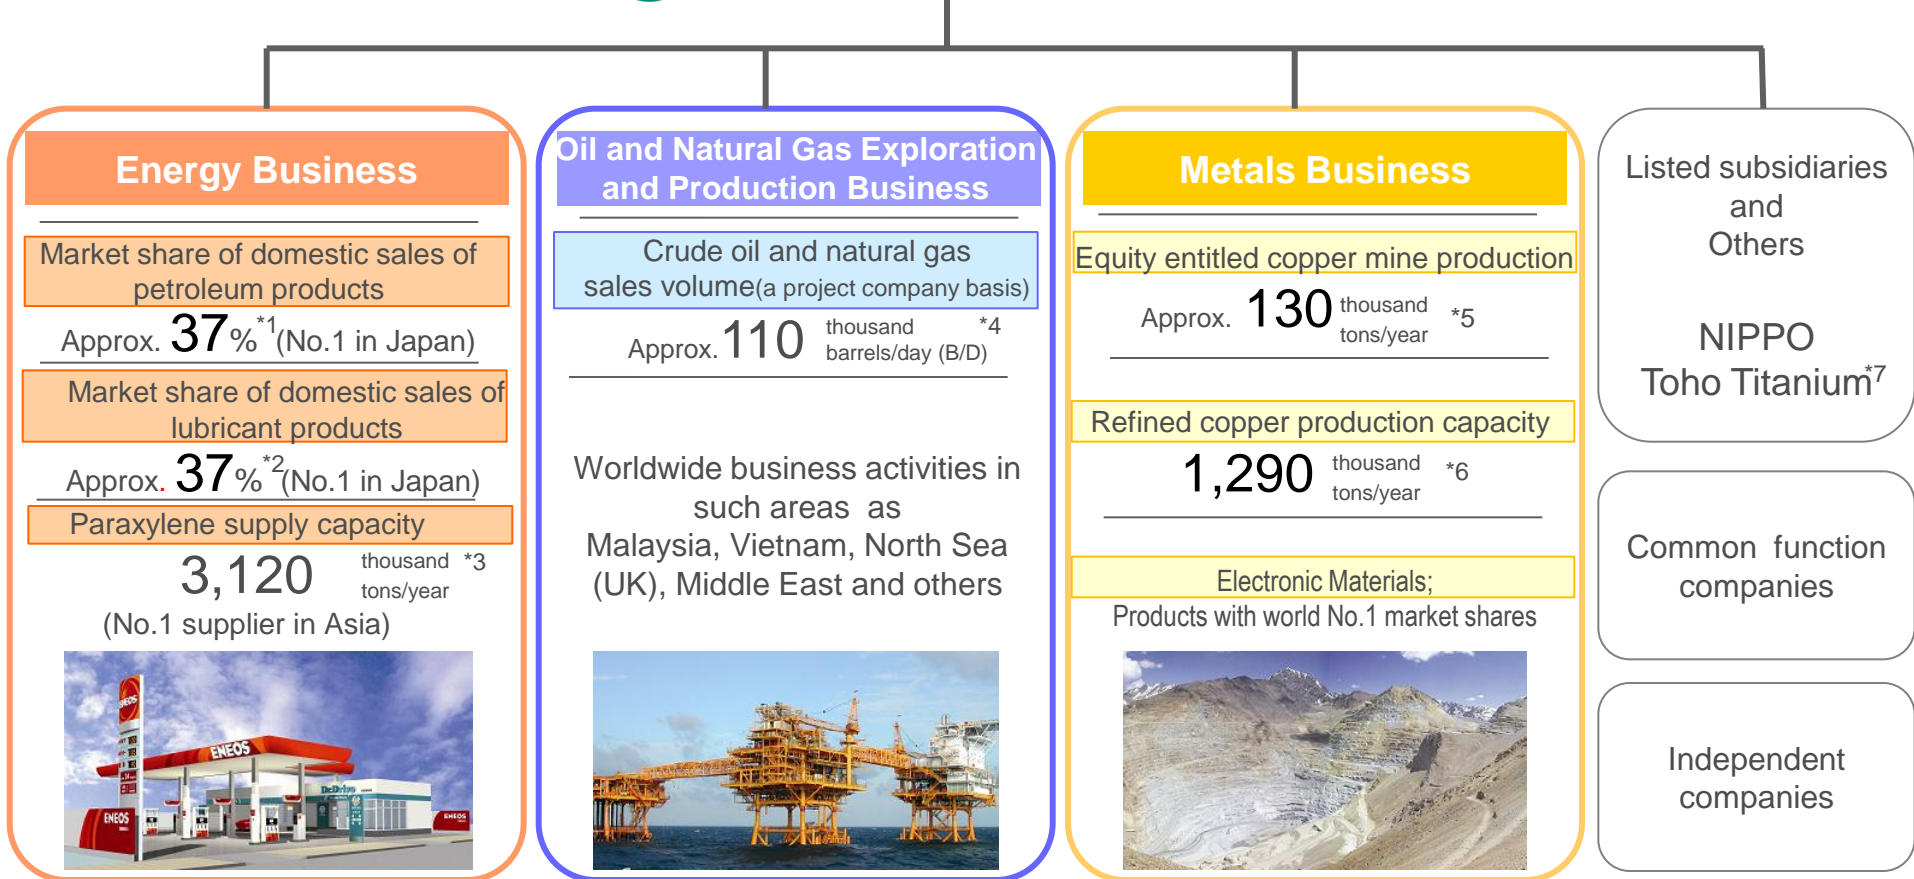 Energy Business
Market share of domestic sales of
petroleum products
Approx. 37%*1(No.1 in Japan)
Market share of domestic sales of
lubricant products
Approx. 37%*2(No.1 in Japan)
Paraxylene supply capacity
3,120 thousand tons/year *3
(No.1 supplier in Asia)
ENEOS
ENEOS
Dr.Drive
ENEOS
ENEOS
Oil and Natural Gas Exploration
and Production Business
Crude oil and natural gas
sales volume(a project company basis)
Approx. 110 thousand barrels/day (B/D) *4
Worldwide business activities in
such areas as
Malaysia, Vietnam, North Sea
(UK), Middle East and others
Metals Business
Equity entitled copper mine production
Approx. 130 thousand tons/year *5
Refined copper production capacity
1,290 thousand tons/year *6
Electronic Materials;
Products with world No.1 market shares
Listed subsidiaries
and
Others
NIPPO
Toho Titanium*7
Common function
companies
Independent
companies